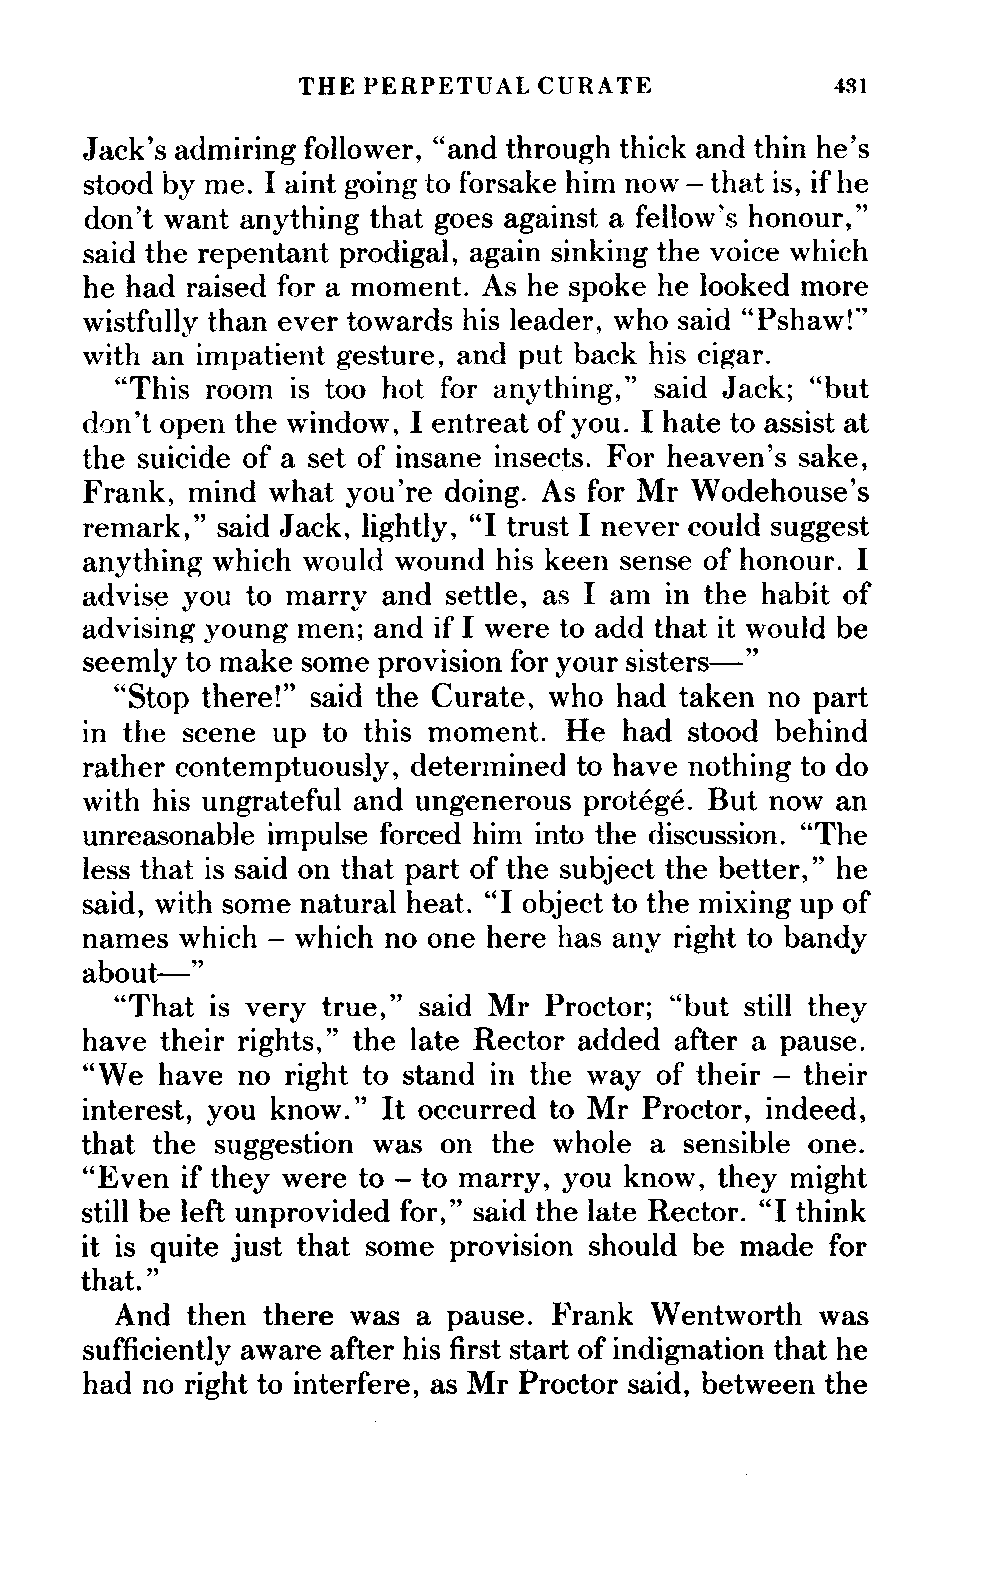 THE PERPETUAL CURATE 431
Jack's admiring follower, “and through thick and thin he's
stood by me. I aint going to forsake him now – that is, if he
don't want anything that goes against a fellow's honour,”
said the repentant prodigal, again sinking the voice which
he had raised for a moment. As he spoke he looked more
wistfully than ever towards his leader, who said “Pshaw!”
with an impatient gesture, and put back his cigar.
“This room is too hot for anything,” said Jack; “but
don't open the window, I entreat of you. I hate to assist at
the suicide of a set of insane insects. For heaven's sake,
Frank, mind what you're doing. As for Mr Wodehouse's
remark,” said Jack, lightly, “I trust I never could suggest
anything which would wound his keen sense of honour. I
advise you to marry and settle, as I am in the habit of
advising young men; and if I were to add that it would be
seemly to make some provision for your sisters—”
“Stop there!” said the Curate, who had taken no part
in the scene up to this moment. He had stood behind
rather contemptuously, determined to have nothing to do
with his ungrateful and ungenerous protégé. But now an
unreasonable impulse forced him into the discussion. “The
less that is said on that part of the subject the better,” he
said, with some natural heat. “I object to the mixing up of
names which – which no one here has any right to bandy
about—”
“That is very true,” said Mr Proctor; “but still they
have their rights,” the late Rector added after a pause.
“We have no right to stand in the way of their – their
interest, you know.” It occurred to Mr Proctor, indeed,
that the suggestion was on the whole a sensible one.
“Even if they were to – to marry, you know, they might
still be left unprovided for,” said the late Rector. “I think
it is quite just that some provision should be made for
that.”
And then there was a pause. Frank Wentworth was
sufficiently aware after his first start of indignation that he
had no right to interfere, as Mr Proctor said, between the